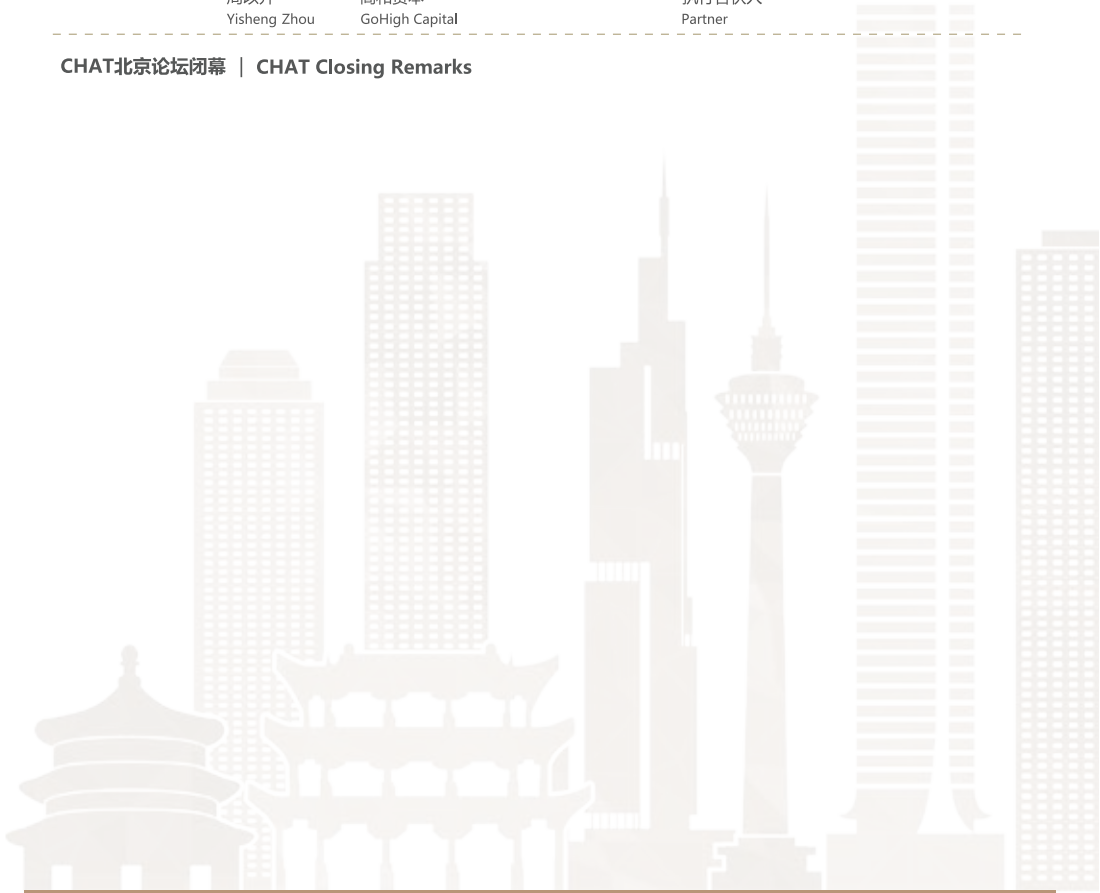 Yisheng Zhou GoHigh Capital Partner
CHAT北京论坛闭幕 | CHAT Closing Remarks